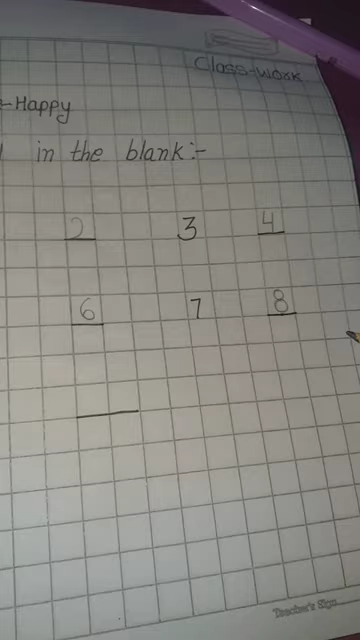 Class-work
-Happy
in the blank:-
2 3 4
6 7 8
Teacher's Sign